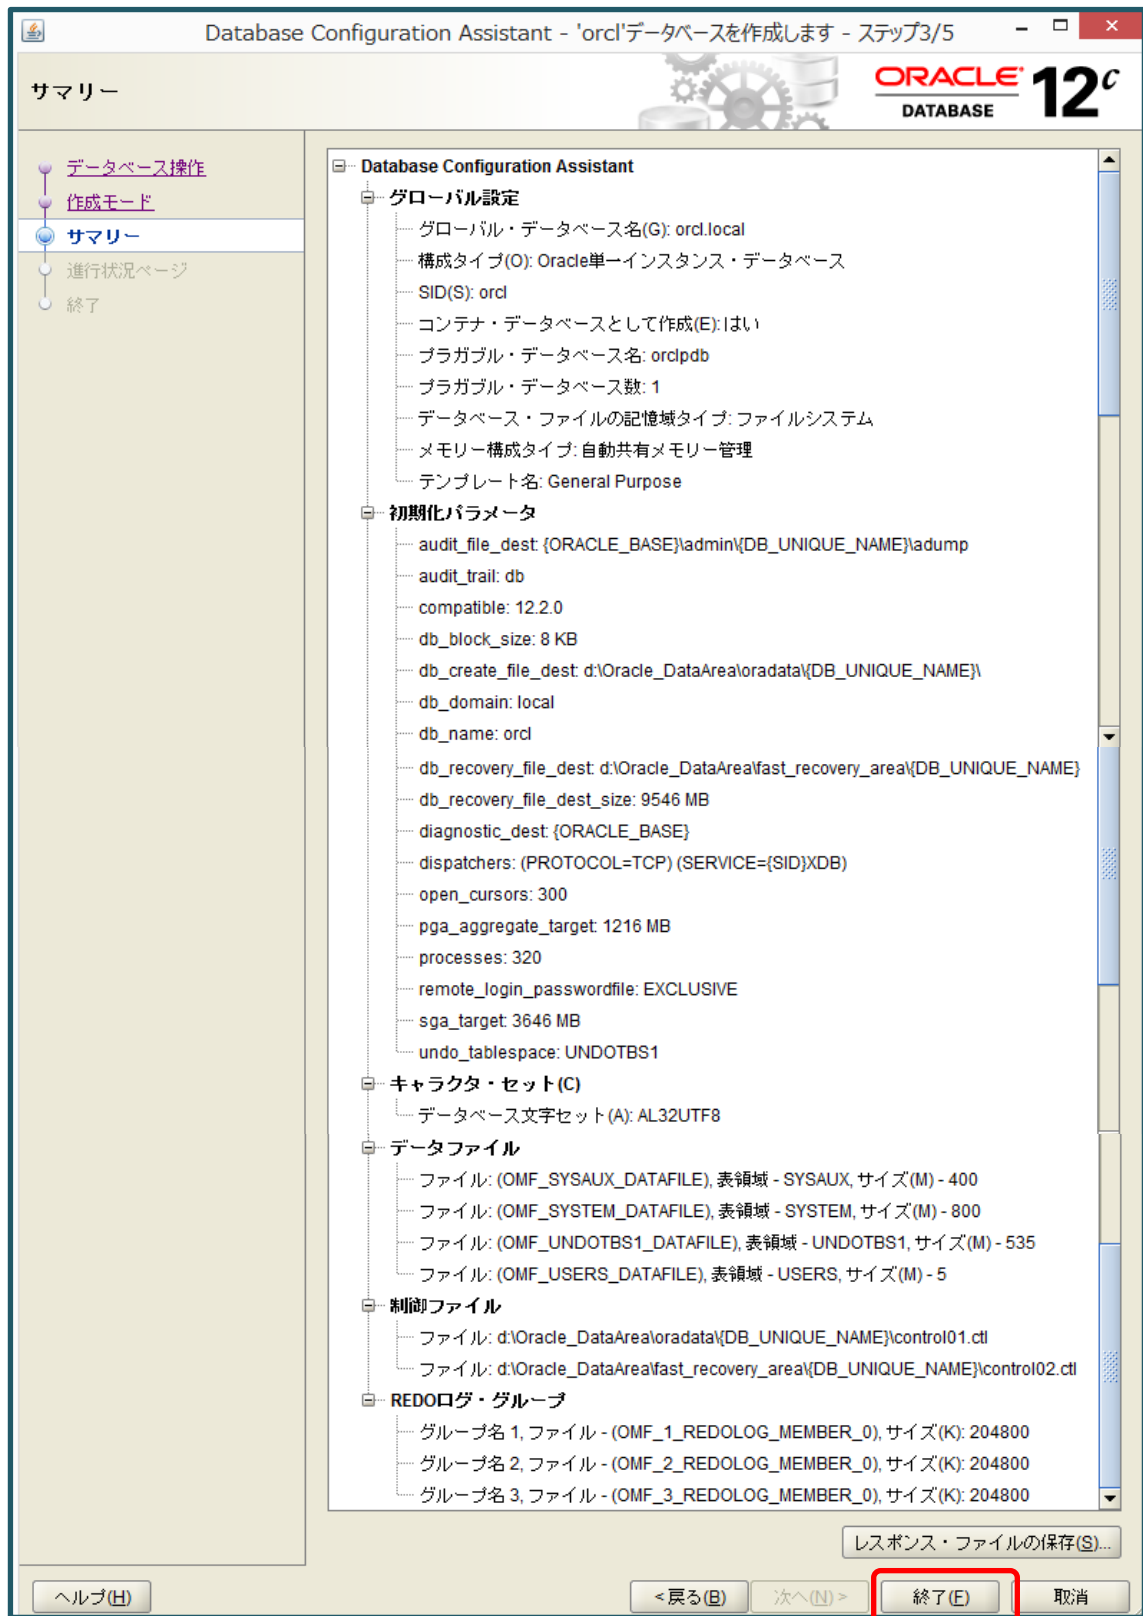 Database Configuration Assistant - 'orcl'データベースを作成します - ステップ3/5
サマリー
ORACLE
DATABASE
12c
データベース操作
作成モード
サマリー
進行状況ページ
終了
Database Configuration Assistant
グローバル設定
グローバル・データベース名(G): orcl.local
構成タイプ(O): Oracle単一インスタンス・データベース
SID(S): orcl
コンテナ・データベースとして作成(E): はい
プラガブル・データベース名: orclpdb
プラガブル・データベース数: 1
データベース・ファイルの記憶域タイプ: ファイルシステム
メモリー構成タイプ: 自動共有メモリー管理
テンプレート名: General Purpose
初期化パラメータ
audit_file_dest: {ORACLE_BASE}\admin\{DB_UNIQUE_NAME}\adump
audit_trail: db
compatible: 12.2.0
db_block_size: 8 KB
db_create_file_dest: d:\Oracle_DataArea\oradata\{DB_UNIQUE_NAME}\
db_domain: local
db_name: orcl
db_recovery_file_dest: d:\Oracle_DataArea\fast_recovery_area\{DB_UNIQUE_NAME}
db_recovery_file_dest_size: 9546 MB
diagnostic_dest: {ORACLE_BASE}
dispatchers: (PROTOCOL=TCP) (SERVICE={SID}XDB)
open_cursors: 300
pga_aggregate_target: 1216 MB
processes: 320
remote_login_passwordfile: EXCLUSIVE
sga_target: 3646 MB
undo_tablespace: UNDOTBS1
キャラクタ・セット(C)
データベース文字セット(A): AL32UTF8
データファイル
ファイル: (OMF_SYSAUX_DATAFILE), 表領域 - SYSAUX, サイズ(M) - 400
ファイル: (OMF_SYSTEM_DATAFILE), 表領域 - SYSTEM, サイズ(M) - 800
ファイル: (OMF_UNDOTBS1_DATAFILE), 表領域 - UNDOTBS1, サイズ(M) - 535
ファイル: (OMF_USERS_DATAFILE), 表領域 - USERS, サイズ(M) - 5
制御ファイル
ファイル: d:\Oracle_DataArea\oradata\{DB_UNIQUE_NAME}\control01.ctl
ファイル: d:\Oracle_DataArea\fast_recovery_area\{DB_UNIQUE_NAME}\control02.ctl
REDOログ・グループ
グループ名 1, ファイル - (OMF_1_REDOLOG_MEMBER_0), サイズ(K): 204800
グループ名 2, ファイル - (OMF_2_REDOLOG_MEMBER_0), サイズ(K): 204800
グループ名 3, ファイル - (OMF_3_REDOLOG_MEMBER_0), サイズ(K): 204800
レスポンス・ファイルの保存(S)...
ヘルプ(H) <戻る(B) 次へ(N)> 終了(F) 取消